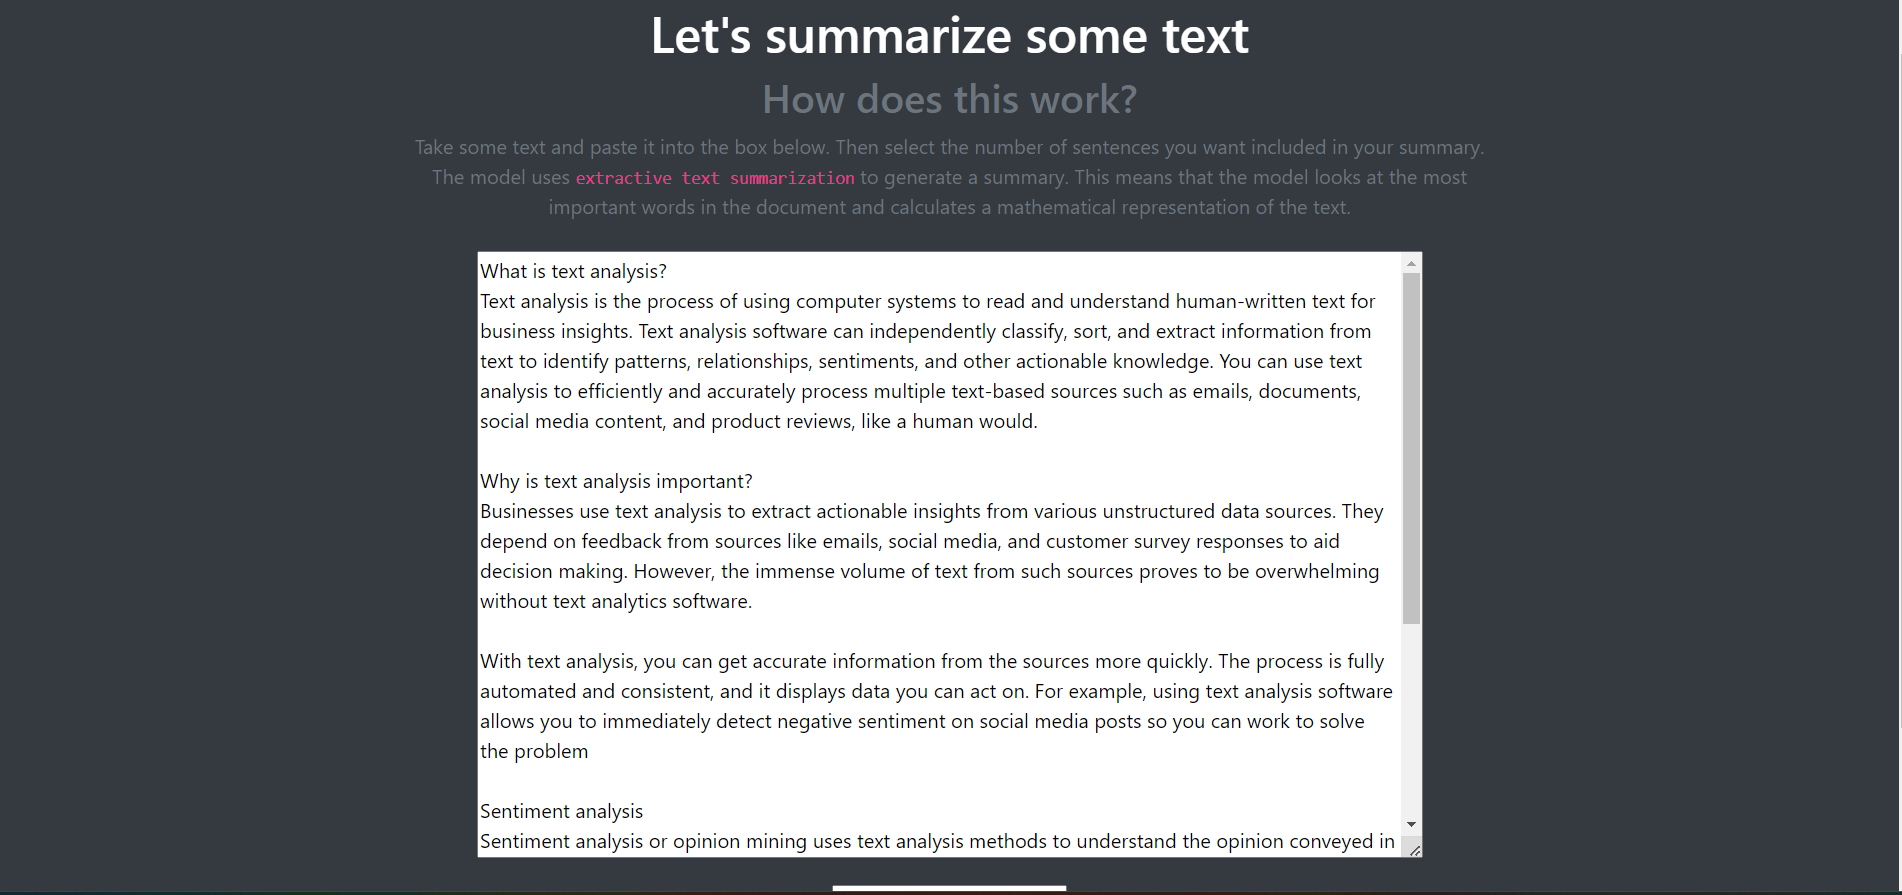 Let's summarize some text
How does this work?
Take some text and paste it into the box below. Then select the number of sentences you want included in your summary.
The model uses extractive text summarization to generate a summary. This means that the model looks at the most
important words in the document and calculates a mathematical representation of the text.
What is text analysis?
Text analysis is the process of using computer systems to read and understand human-written text for
business insights. Text analysis software can independently classify, sort, and extract information from
text to identify patterns, relationships, sentiments, and other actionable knowledge. You can use text
analysis to efficiently and accurately process multiple text-based sources such as emails, documents,
social media content, and product reviews, like a human would.
Why is text analysis important?
Businesses use text analysis to extract actionable insights from various unstructured data sources. They
depend on feedback from sources like emails, social media, and customer survey responses to aid
decision making. However, the immense volume of text from such sources proves to be overwhelming
without text analytics software.
With text analysis, you can get accurate information from the sources more quickly. The process is fully
automated and consistent, and it displays data you can act on. For example, using text analysis software
allows you to immediately detect negative sentiment on social media posts so you can work to solve
the problem
Sentiment analysis
Sentiment analysis or opinion mining uses text analysis methods to understand the opinion conveyed in